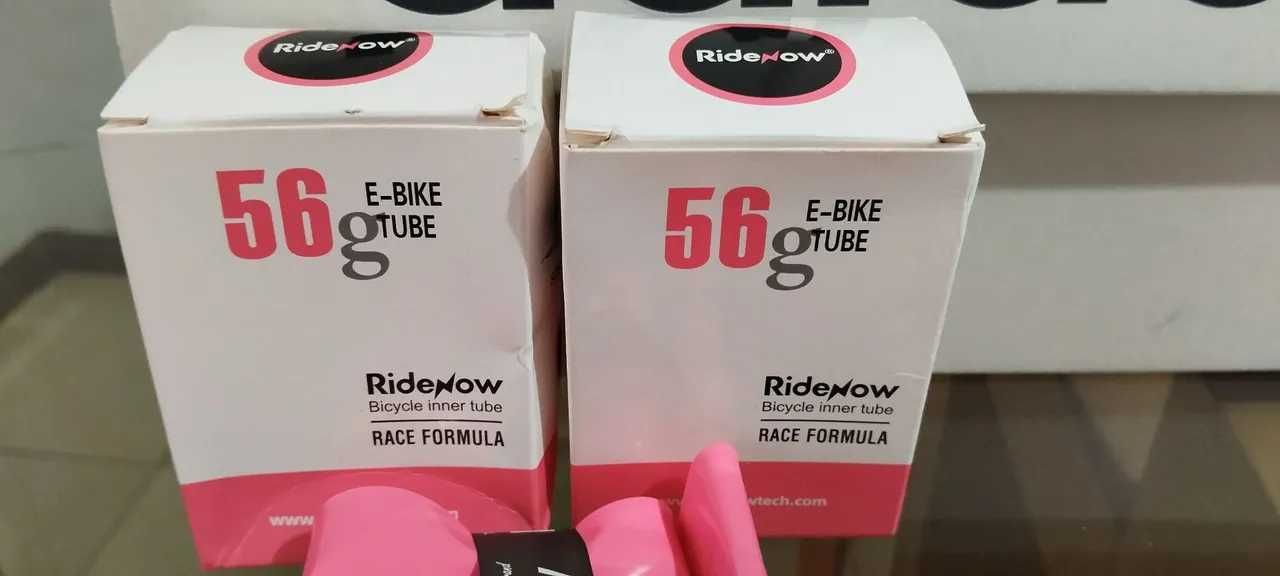 RideNow®
56g E-BIKE
TUBE
RideNow
Bicycle inner tube
RACE FORMULA
www
RideNow®
56g E-BIKE
TUBE
RideNow
Bicycle inner tube
RACE FORMULA
wtech.com